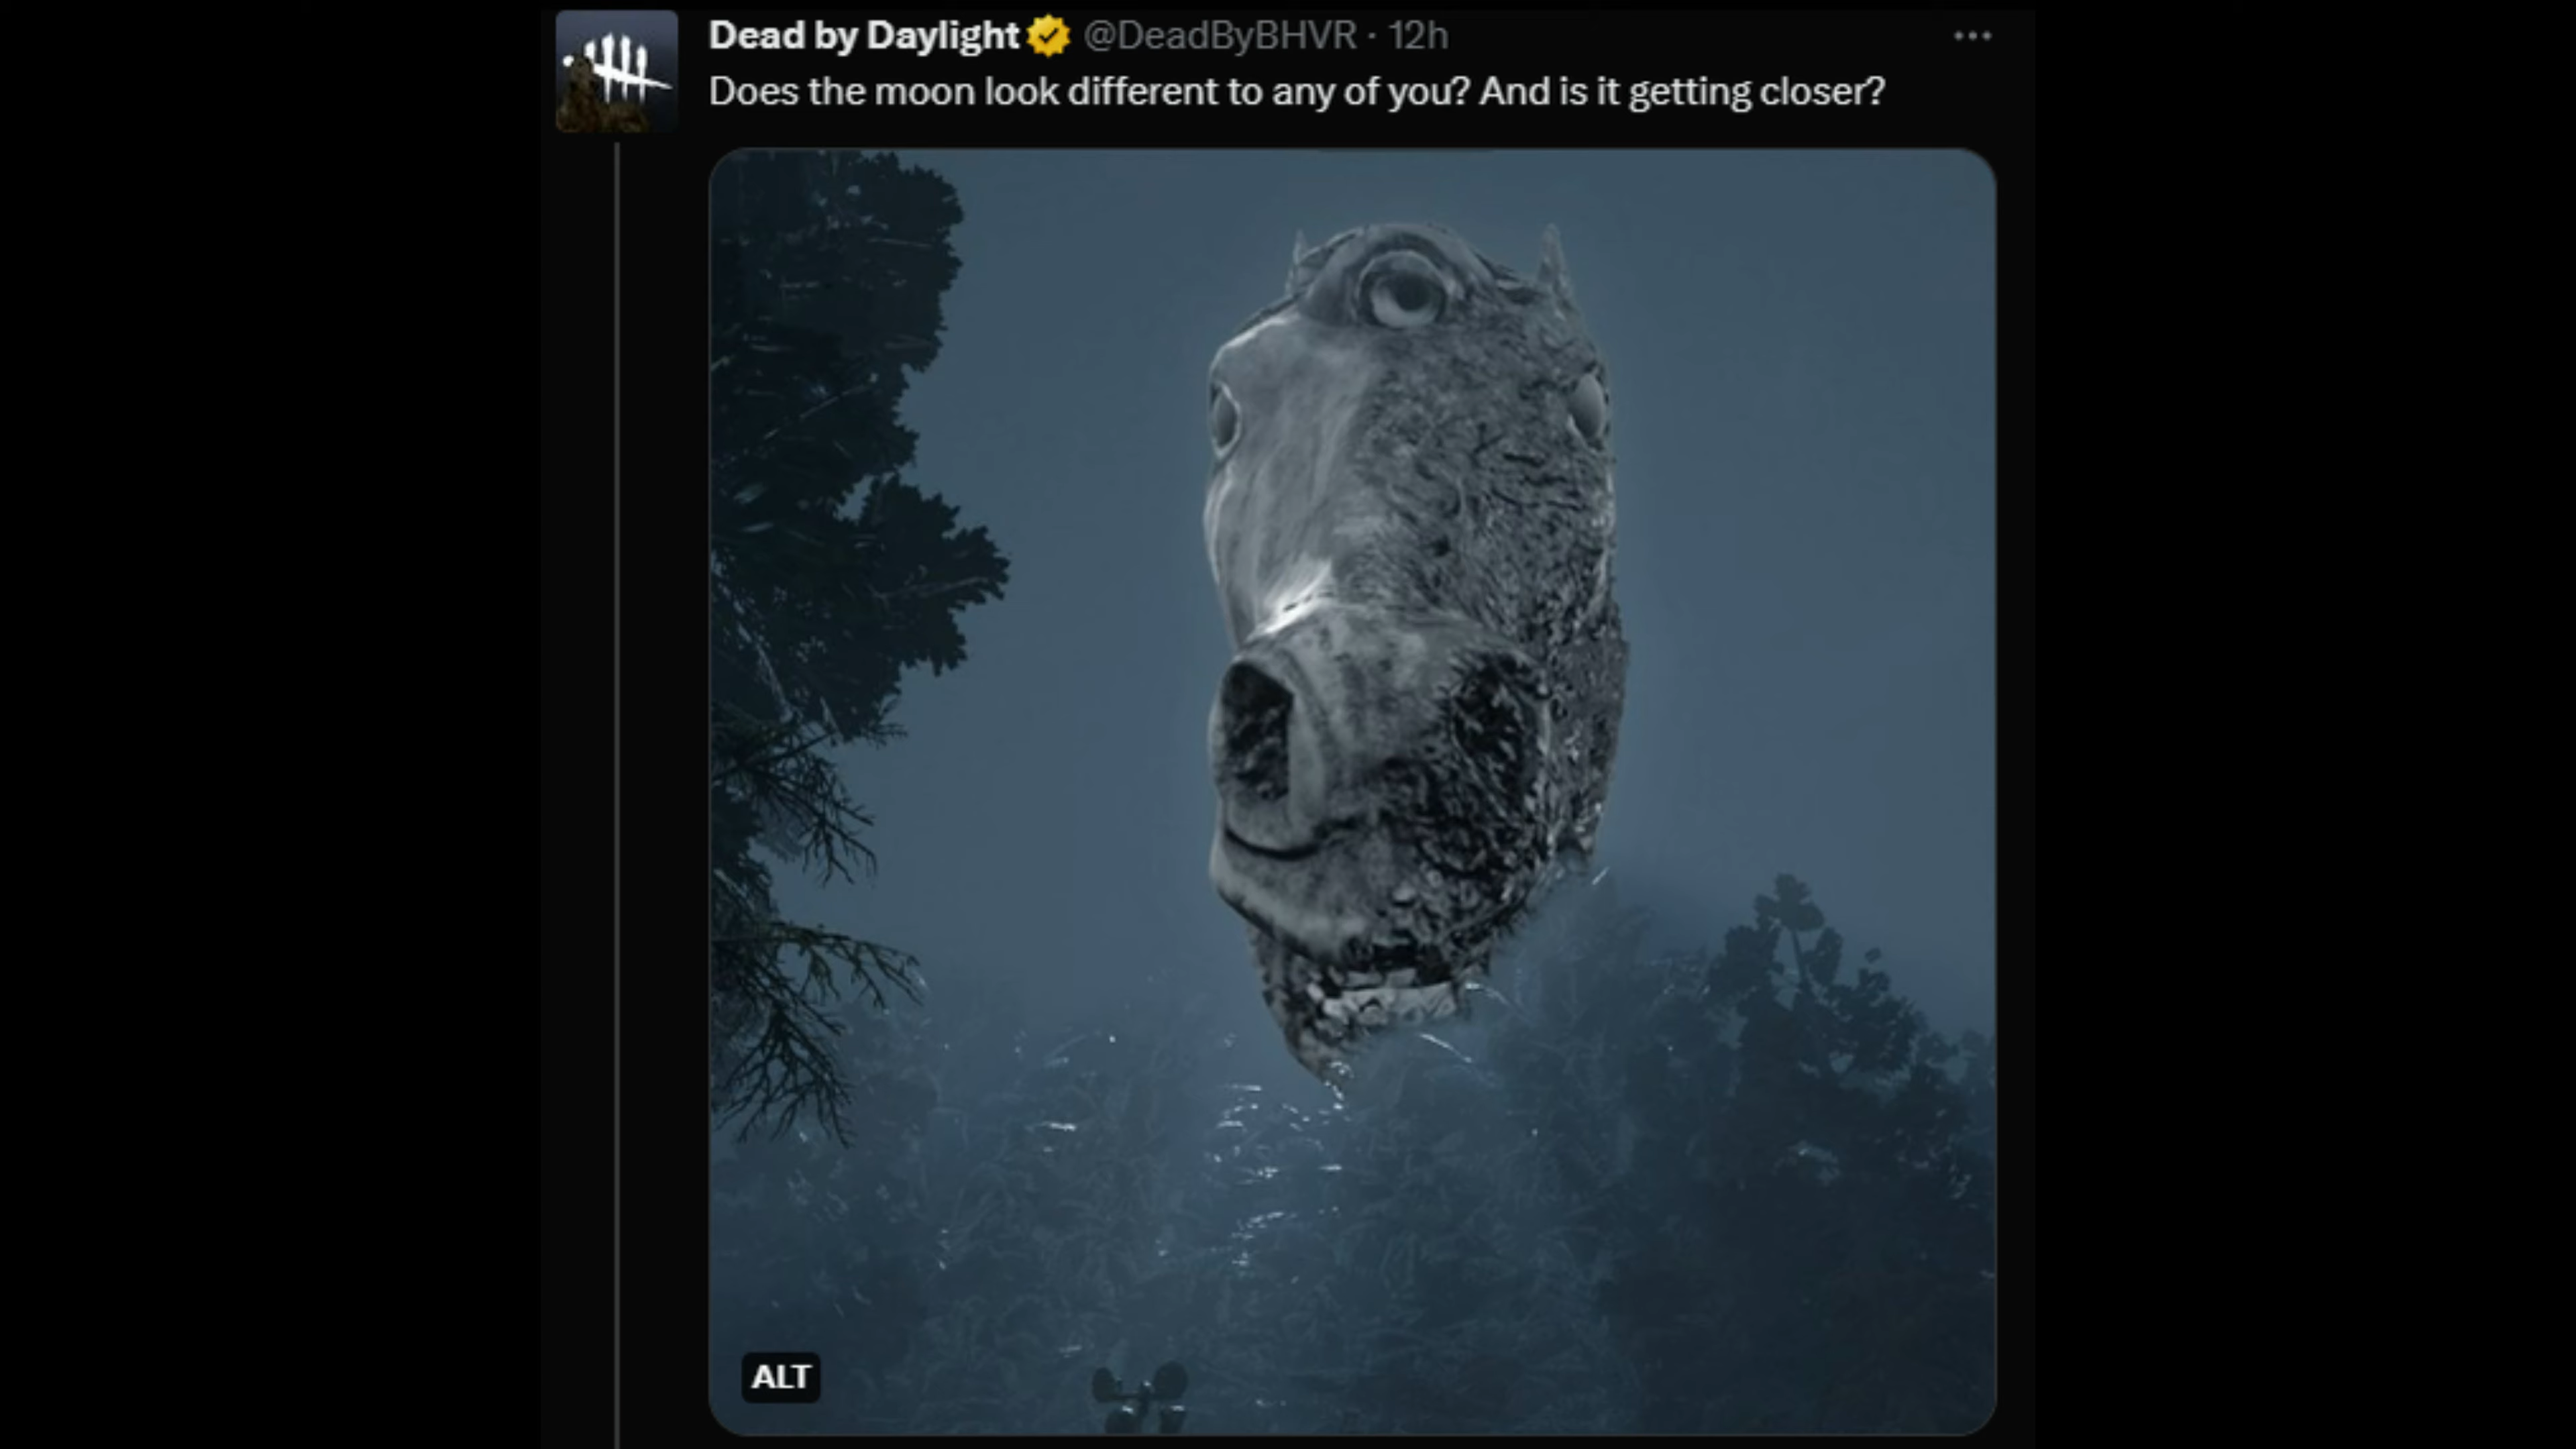 Dead by Daylight @DeadByBHVR · 12h
Does the moon look different to any of you? And is it getting closer?
ALT